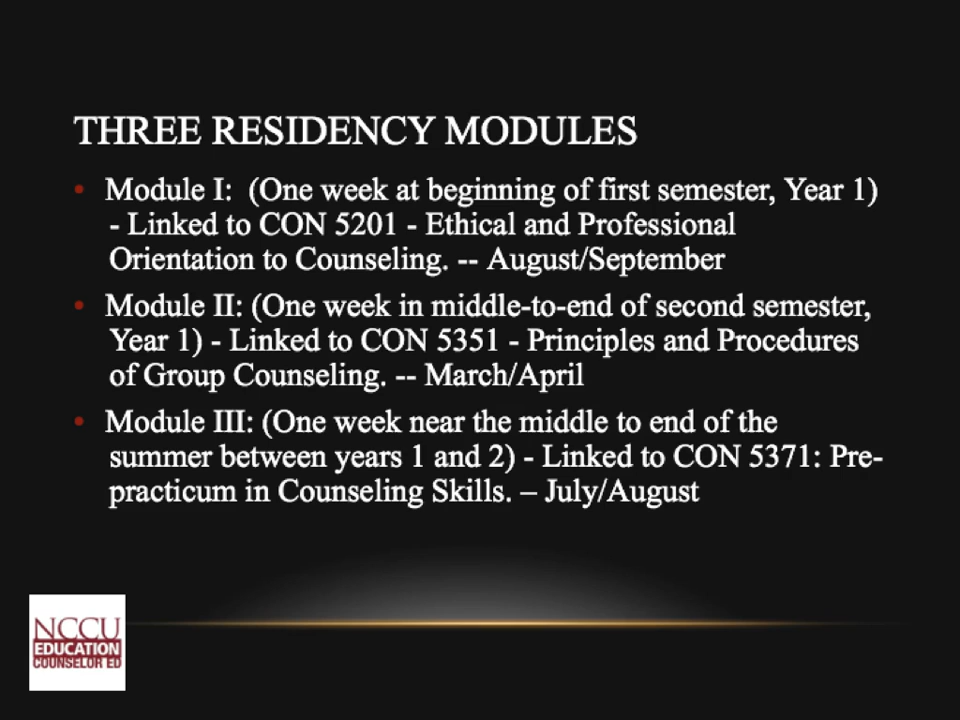 THREE RESIDENCY MODULES
• Module I:  (One week at beginning of first semester, Year 1)
- Linked to CON 5201 - Ethical and Professional
Orientation to Counseling. -- August/September
• Module II: (One week in middle-to-end of second semester,
Year 1) - Linked to CON 5351 - Principles and Procedures
of Group Counseling. -- March/April
• Module III: (One week near the middle to end of the
summer between years 1 and 2) - Linked to CON 5371: Pre-
practicum in Counseling Skills. – July/August
NCCU
EDUCATION
COUNSELOR ED